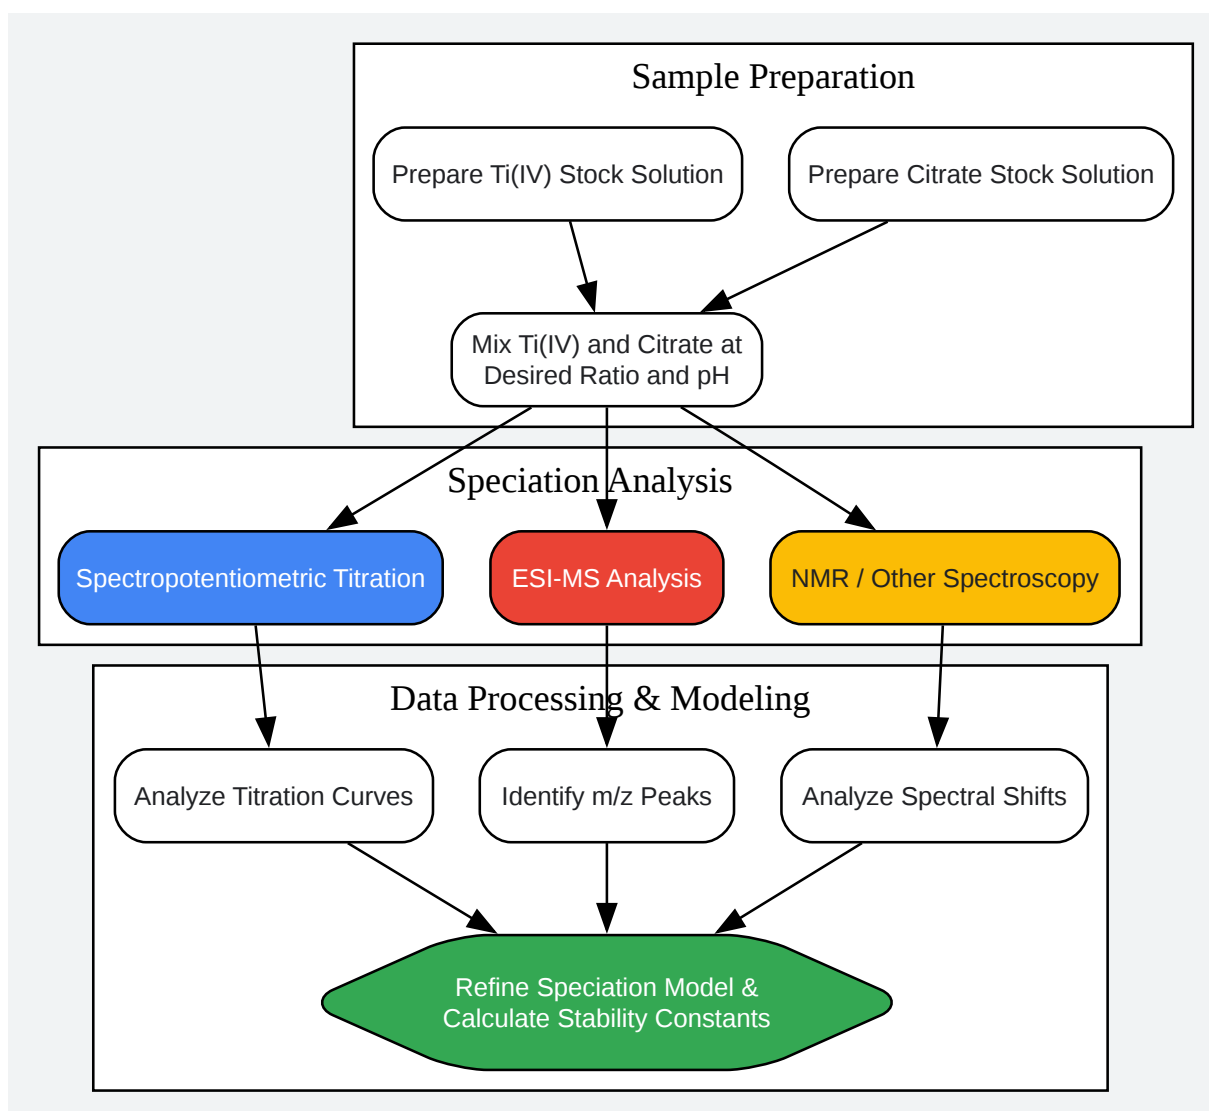 Sample Preparation
Prepare Ti(IV) Stock Solution
Prepare Citrate Stock Solution
Mix Ti(IV) and Citrate at
Desired Ratio and pH
Speciation Analysis
Spectropotentiometric Titration
ESI-MS Analysis
NMR / Other Spectroscopy
Data Processing & Modeling
Analyze Titration Curves
Identify m/z Peaks
Analyze Spectral Shifts
Refine Speciation Model &
Calculate Stability Constants